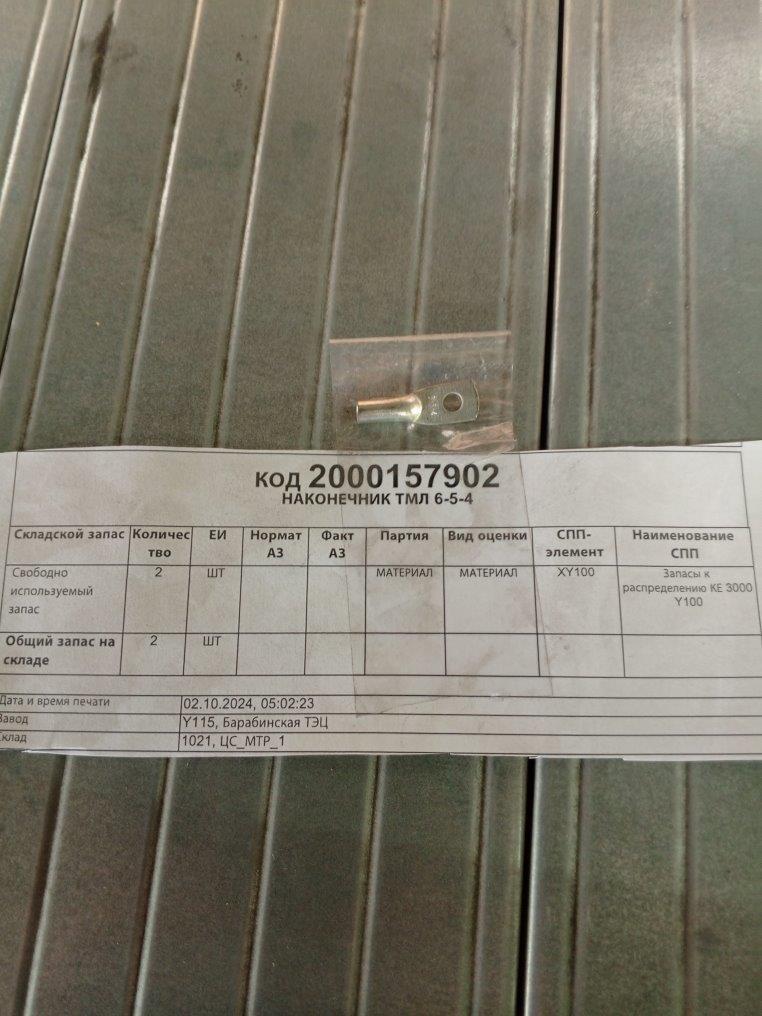 код 2000157902
НАКОНЕЧНИК ТМЛ 6-5-4
Складской запас Количес ЕИ Нормат Факт Партия Вид оценки СПП- Наименование
тво АЗ АЗ элемент СПП
Свободно 2 ШТ МАТЕРИАЛ МАТЕРИАЛ XY100 Запасы к
используемый распределению КЕ 3000
запас Y100
Общий запас на 2 ШТ
складе
Дата и время печати 02.10.2024, 05:02:23
Завод Y115, Барабинская ТЭЦ
Склад 1021, ЦС_МТР_1